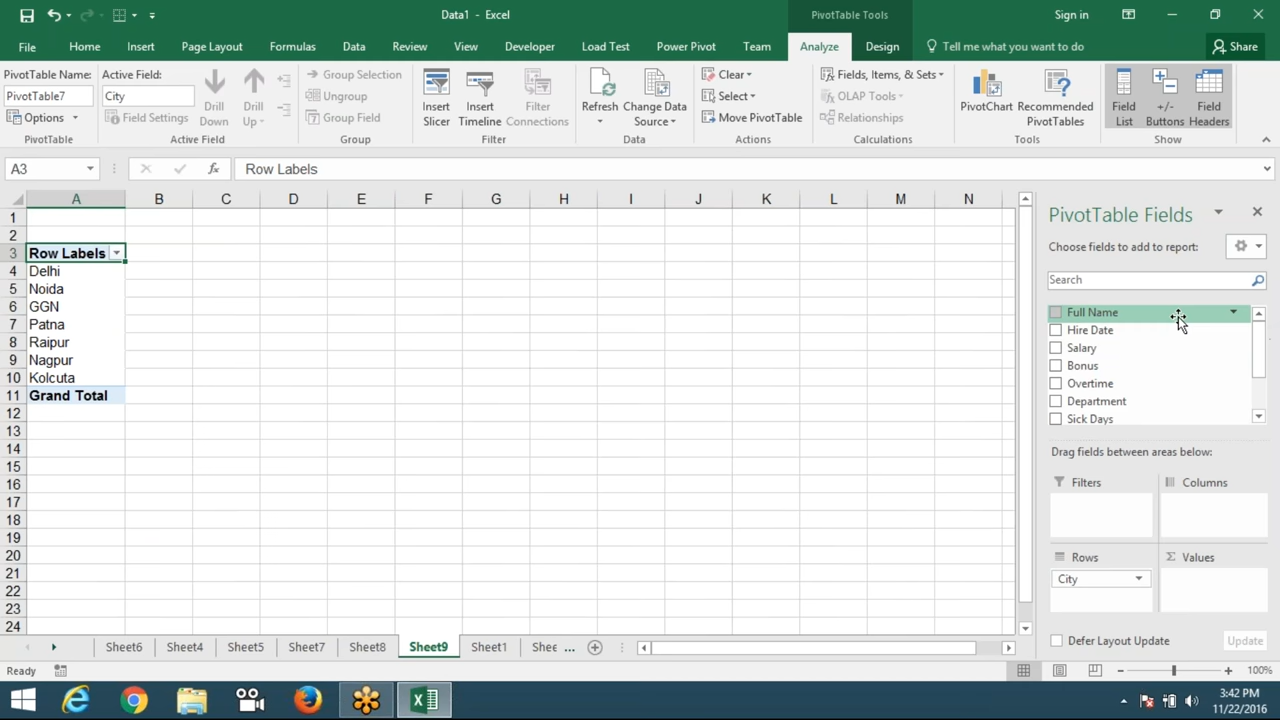 Data1 - Excel
PivotTable Tools
Sign in
File Home Insert Page Layout Formulas Data Review View Developer Load Test Power Pivot Team Analyze Design Tell me what you want to do Share
PivotTable Name:
PivotTable7
Options
PivotTable
Active Field:
City
Field Settings
Drill Down
Drill Up
Active Field
Group Selection
Ungroup
Group Field
Group
Insert Slicer
Insert Timeline
Filter Connections
Filter
Refresh
Change Data Source
Data
Clear
Select
Move PivotTable
Actions
Fields, Items, & Sets
OLAP Tools
Relationships
Calculations
PivotChart
Recommended PivotTables
Tools
Field List
+/- Buttons
Field Headers
Show
A3
fx
Row Labels
A B C D E F G H I J K L M N
1
2
3 Row Labels
4 Delhi
5 Noida
6 GGN
7 Patna
8 Raipur
9 Nagpur
10 Kolcuta
11 Grand Total
12
13
14
15
16
17
18
19
20
21
22
23
24
PivotTable Fields
Choose fields to add to report:
Search
Full Name
Hire Date
Salary
Bonus
Overtime
Department
Sick Days
Drag fields between areas below:
Filters
Columns
Rows
Σ Values
City
Defer Layout Update
Update
Sheet6 Sheet4 Sheet5 Sheet7 Sheet8 Sheet9 Sheet1 Shee ...
Ready
100%
3:42 PM
11/22/2016